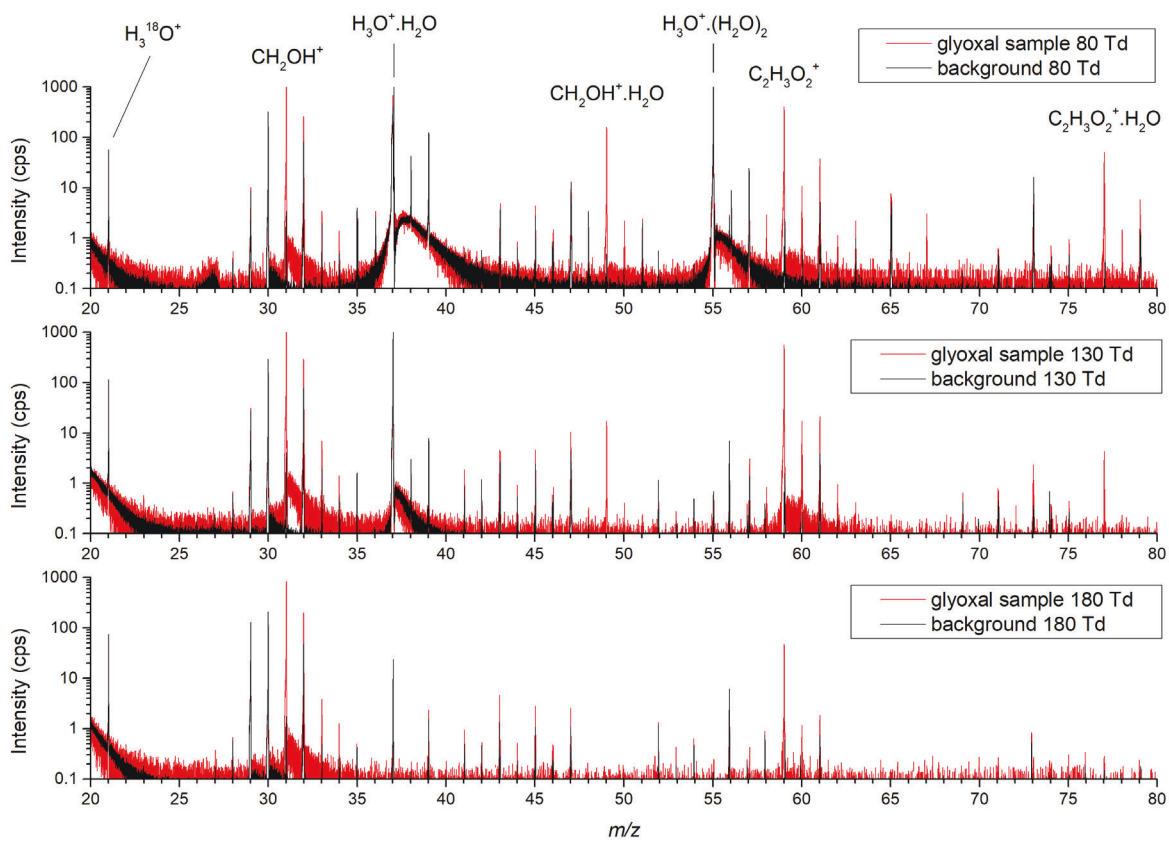 H₃¹⁸O⁺
CH₂OH⁺
H₃O⁺.H₂O
CH₂OH⁺.H₂O
H₃O⁺.(H₂O)₂
C₂H₃O₂⁺
C₂H₃O₂⁺.H₂O
glyoxal sample 80 Td
background 80 Td
Intensity (cps)
1000
100
10
1
0.1
20 25 30 35 40 45 50 55 60 65 70 75 80
glyoxal sample 130 Td
background 130 Td
Intensity (cps)
1000
100
10
1
0.1
20 25 30 35 40 45 50 55 60 65 70 75 80
glyoxal sample 180 Td
background 180 Td
Intensity (cps)
1000
100
10
1
0.1
20 25 30 35 40 45 50 55 60 65 70 75 80
m/z